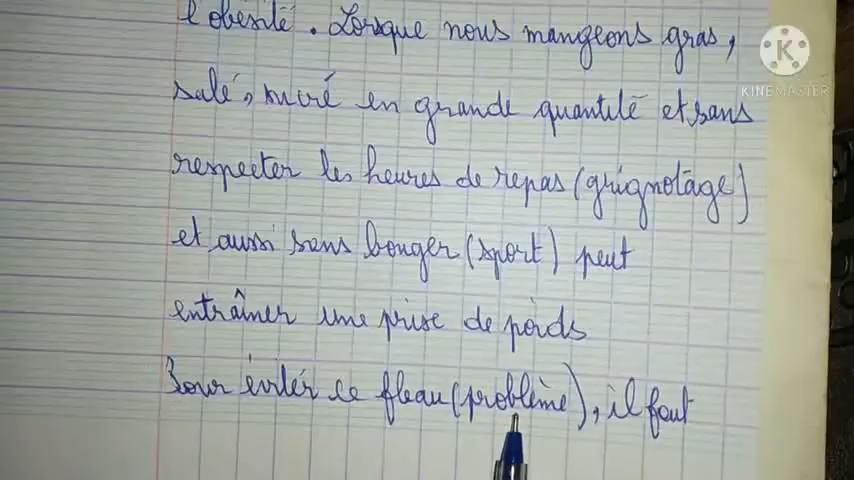 l'obésité. Lorsque nous mangeons gras,
salé, sucré en grande quantité et sans
respecter les heures de repas (grignotage)
et aussi sans bouger (sport) peut
entraîner une prise de poids
Pour éviter ce fleau (problème), il faut
KINEMASTER